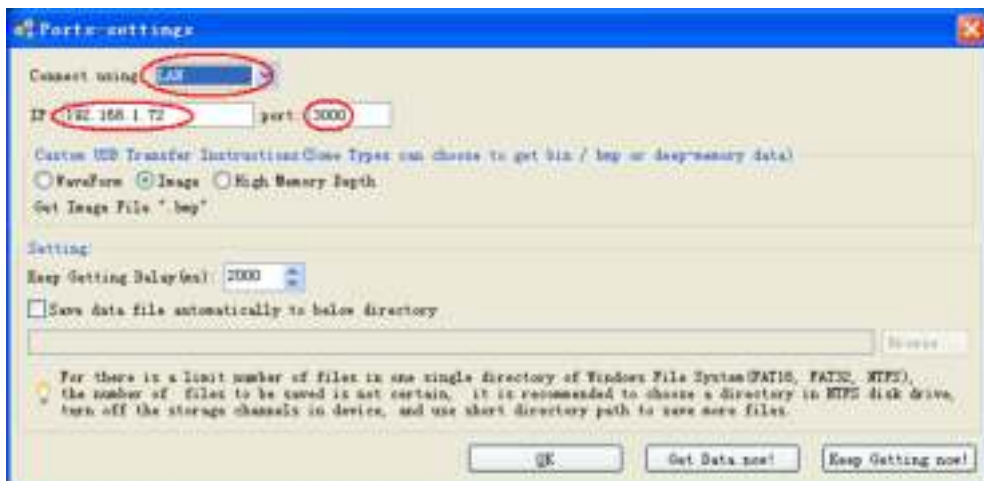 Ports-settings
Connect using LAN
IP 192.168.1.72 port 3000
Custom USB Transfer Instructions(Some Types can choose to get bin / bmp or deep-memory data)
WaveForm Image High Memory Depth
Get Image File ".bmp"
Setting
Keep Getting Delay(ms): 2000
Save data file automatically to below directory
Browse
For there is a limit number of files in one single directory of Windows File System(FAT16, FAT32, NTFS),
the number of files to be saved is not certain, it is recommended to choose a directory in NTFS disk drive,
turn off the storage channels in device, and use short directory path to save more files.
OK Get Data now! Keep Getting now!